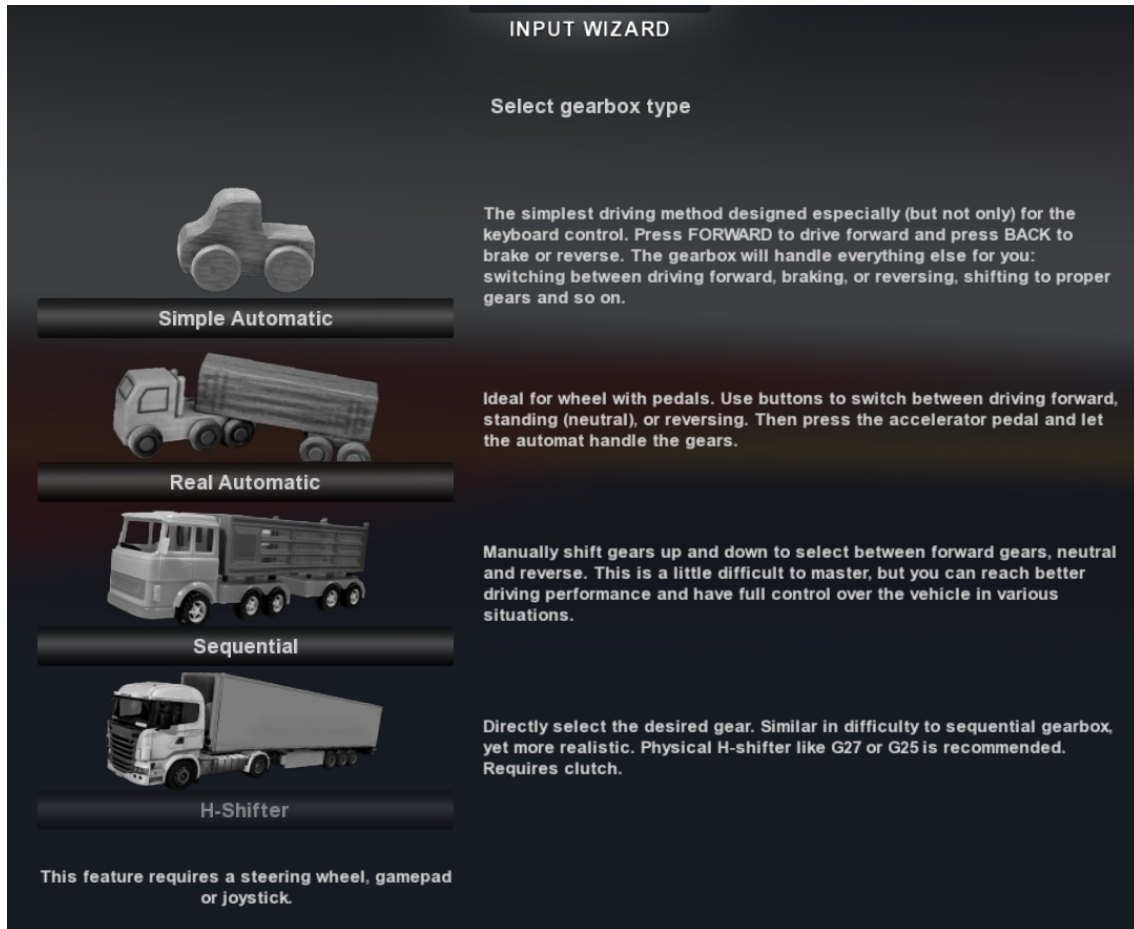 INPUT WIZARD
Select gearbox type
The simplest driving method designed especially (but not only) for the
keyboard control. Press FORWARD to drive forward and press BACK to
brake or reverse. The gearbox will handle everything else for you:
switching between driving forward, braking, or reversing, shifting to proper
gears and so on.
Simple Automatic
Ideal for wheel with pedals. Use buttons to switch between driving forward,
standing (neutral), or reversing. Then press the accelerator pedal and let
the automat handle the gears.
Real Automatic
Manually shift gears up and down to select between forward gears, neutral
and reverse. This is a little difficult to master, but you can reach better
driving performance and have full control over the vehicle in various
situations.
Sequential
Directly select the desired gear. Similar in difficulty to sequential gearbox,
yet more realistic. Physical H-shifter like G27 or G25 is recommended.
Requires clutch.
H-Shifter
This feature requires a steering wheel, gamepad
or joystick.